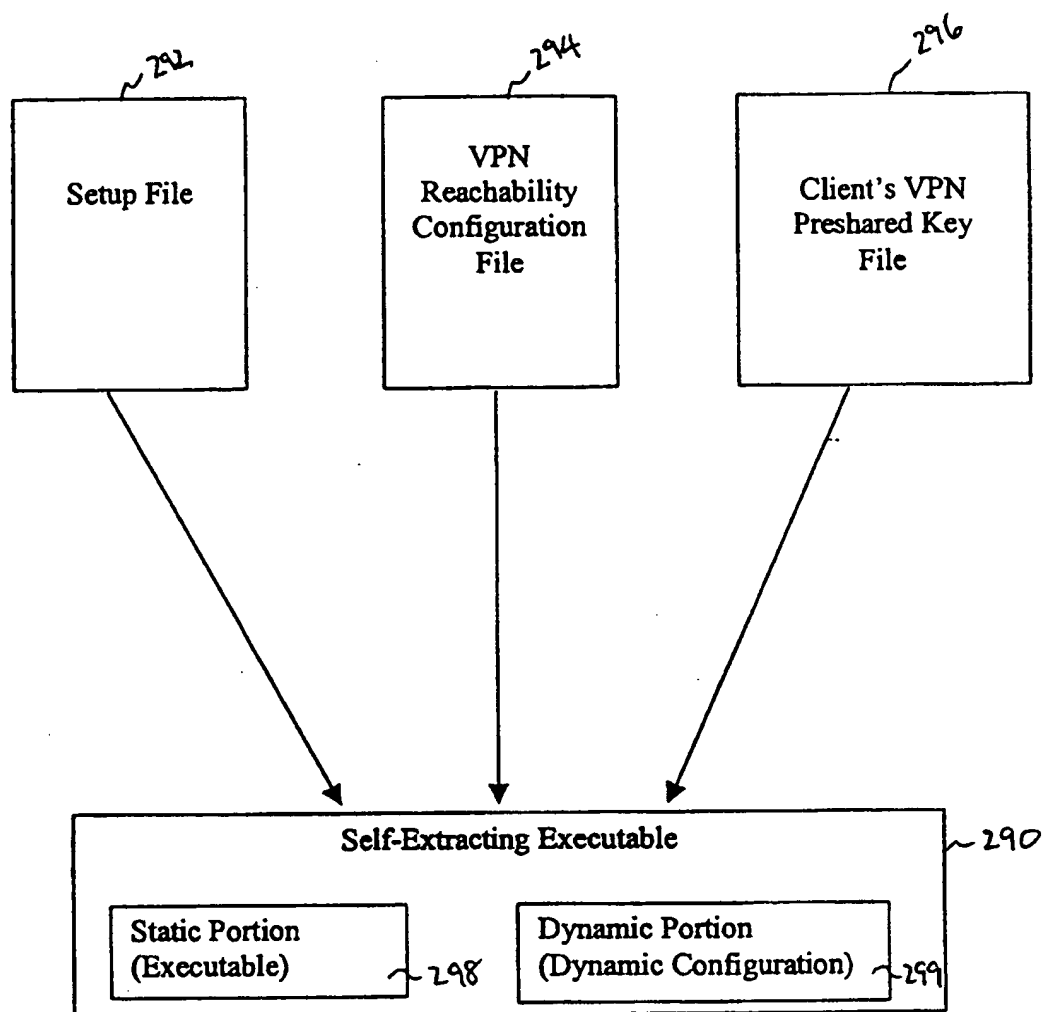 292
294
296
Setup File
VPN
Reachability
Configuration
File
Client's VPN
Preshared Key
File
Self-Extracting Executable
290
Static Portion
(Executable)
298
Dynamic Portion
(Dynamic Configuration)
299